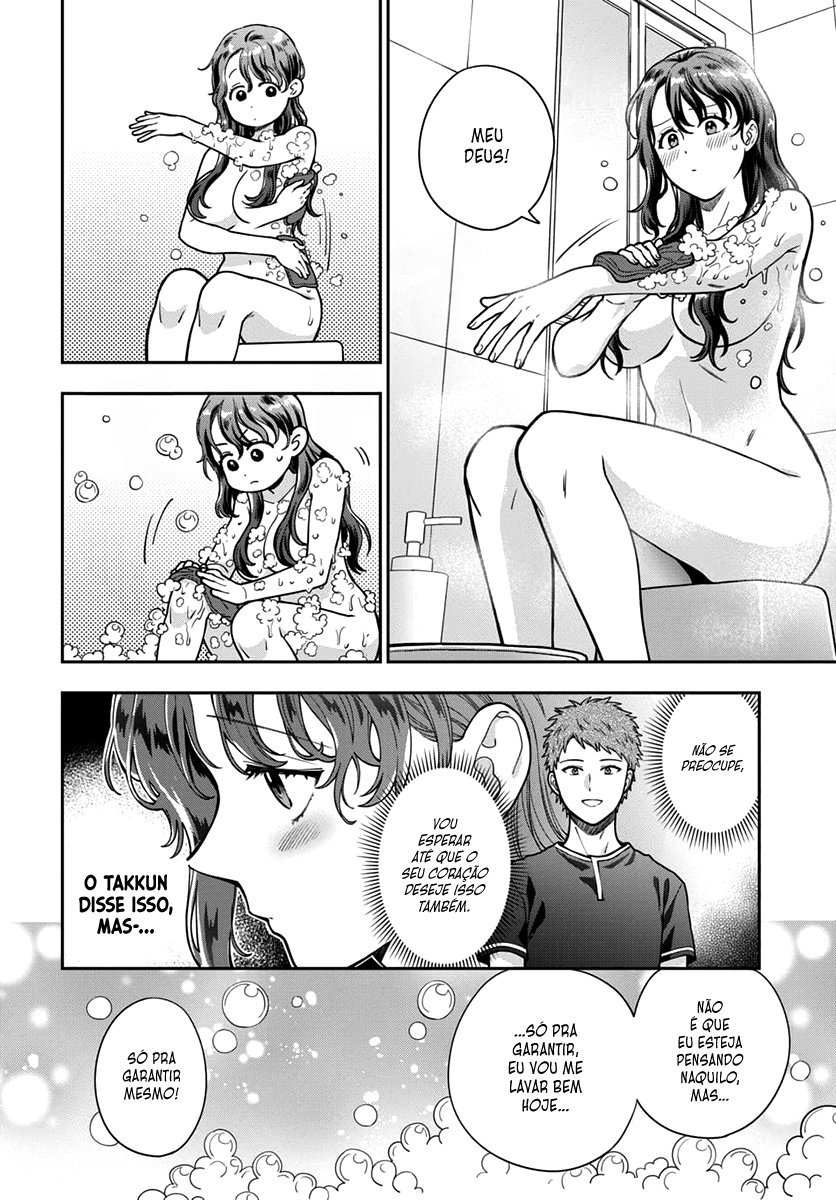 MEU
DEUS!
NÃO SE
PREOCUPE,
VOU
ESPERAR
ATÉ QUE O
SEU CORAÇÃO
DESEJE ISSO
TAMBÉM.
O TAKKUN
DISSE ISSO,
MAS-...
NÃO
É QUE
EU ESTEJA
PENSANDO
NAQUILO,
MAS...
...SÓ PRA
GARANTIR,
EU VOU ME
LAVAR BEM
HOJE...
SÓ PRA
GARANTIR
MESMO!